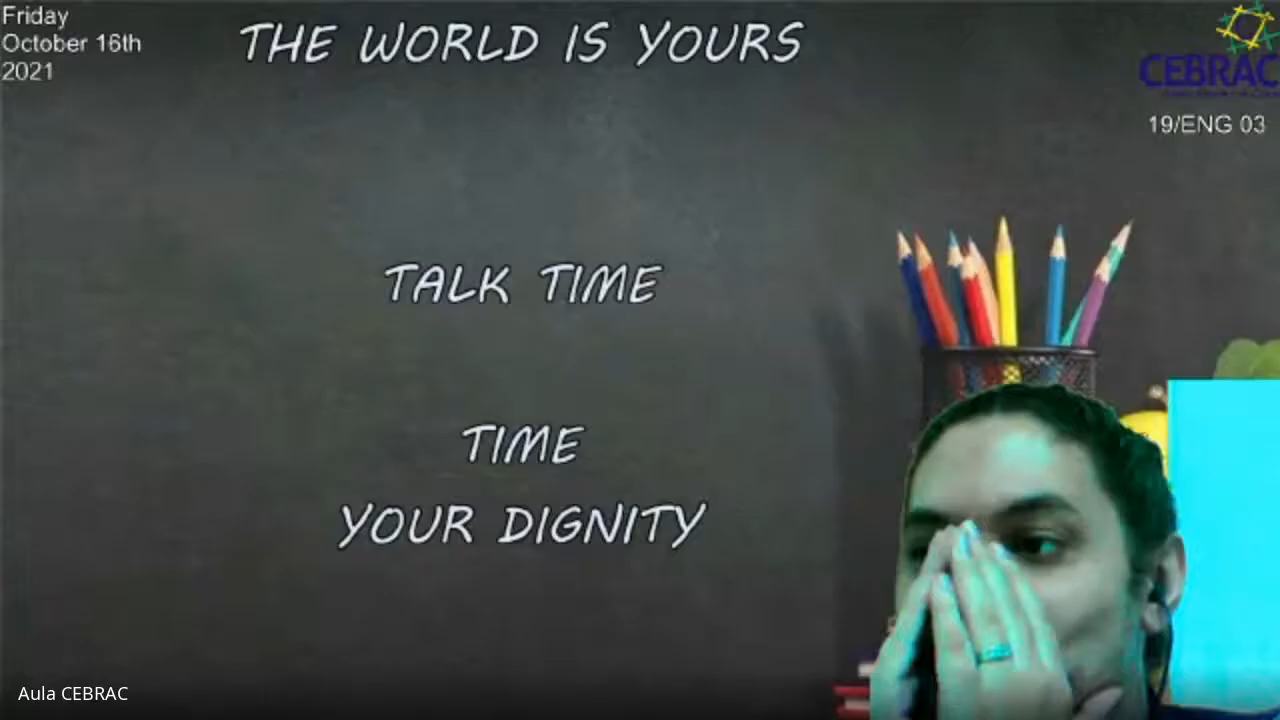 Friday
October 16th
2021
THE WORLD IS YOURS
CEBRAC
19/ENG 03
TALK TIME
TIME
YOUR DIGNITY
Aula CEBRAC